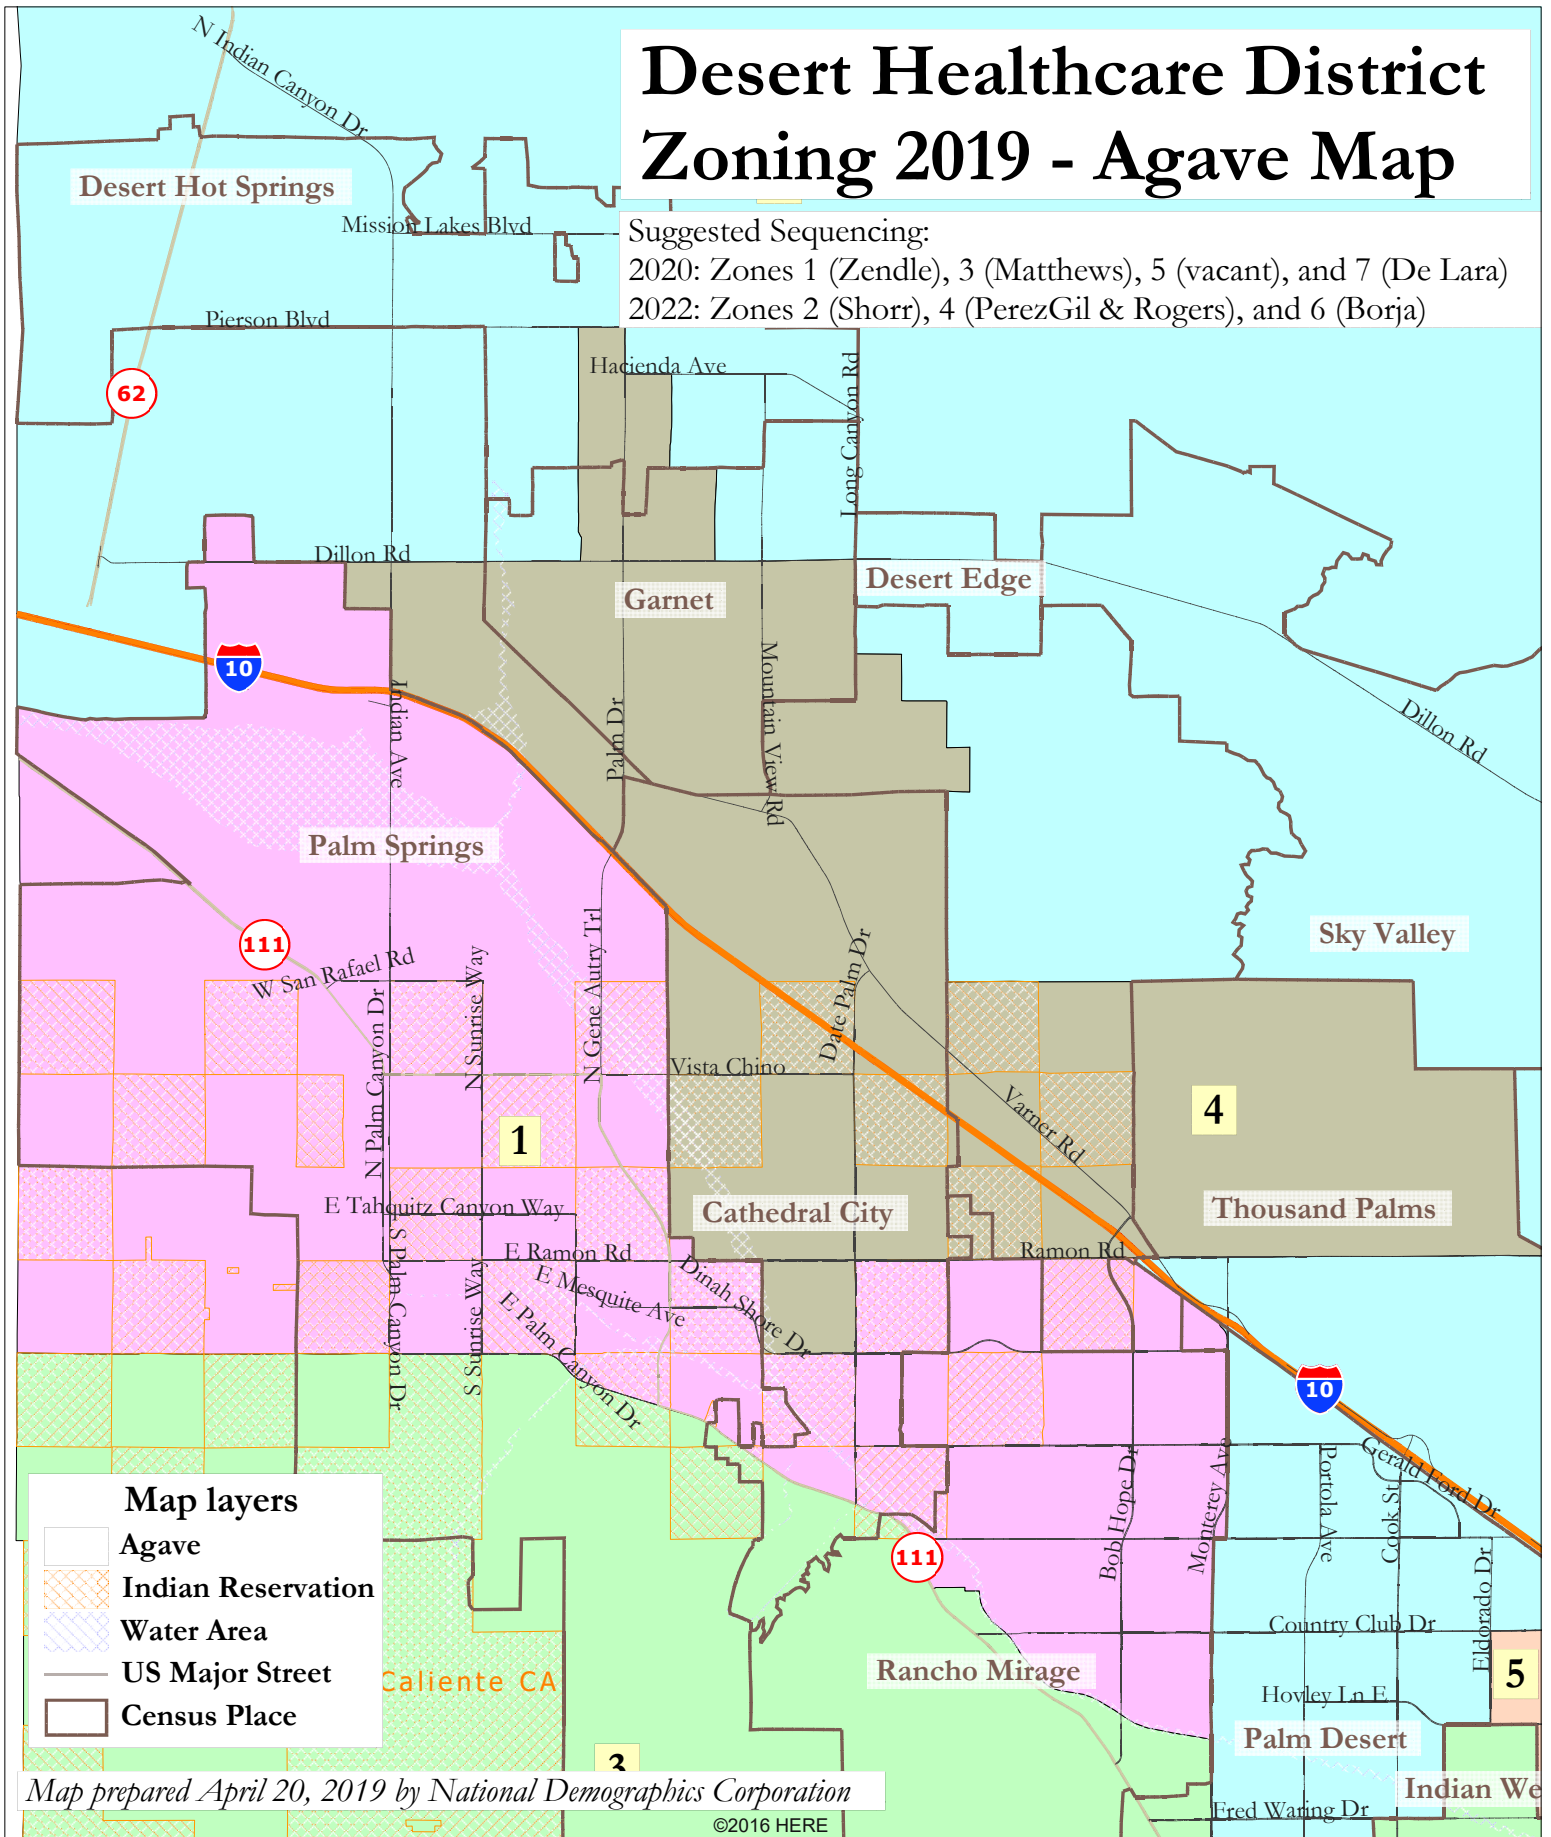 Desert Healthcare District
Zoning 2019 - Agave Map
Suggested Sequencing:
2020: Zones 1 (Zendle), 3 (Matthews), 5 (vacant), and 7 (De Lara)
2022: Zones 2 (Shorr), 4 (PerezGil & Rogers), and 6 (Borja)
N Indian Canyon Dr
Desert Hot Springs
Mission Lakes Blvd
Pierson Blvd
Hacienda Ave
62
Long Canyon Rd
Dillon Rd
Desert Edge
Garnet
10
Indian Ave
Palm Dr
Mountain View Rd
Dillon Rd
Palm Springs
Sky Valley
111
W San Rafael Rd
N Palm Canyon Dr
N Sunrise Way
N Gene Autry Trl
Date Palm Dr
Vista Chino
Varner Rd
1
4
E Tahquitz Canyon Way
Cathedral City
Thousand Palms
S Palm Canyon Dr
E Ramon Rd
Ramon Rd
S Sunrise Way
E Mesquite Ave
Dinah Shore Dr
E Palm Canyon Dr
10
Gerald Ford Dr
Bob Hope Dr
Monterey Ave
Portola Ave
Cook St
Eldorado Dr
111
Country Club Dr
Rancho Mirage
5
Hovley Ln E
Palm Desert
Indian We
Fred Waring Dr
Caliente CA
3
Map layers
Agave
Indian Reservation
Water Area
US Major Street
Census Place
Map prepared April 20, 2019 by National Demographics Corporation
©2016 HERE